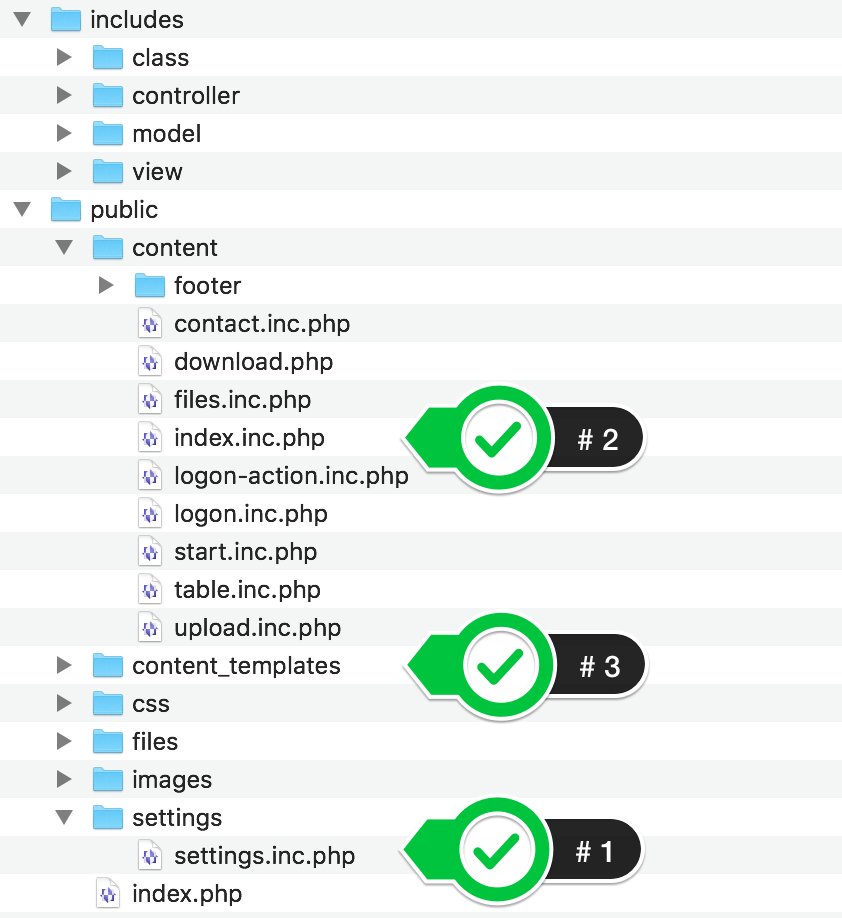 includes
class
controller
model
view
public
content
footer
contact.inc.php
download.php
files.inc.php
index.inc.php # 2
logon-action.inc.php
logon.inc.php
start.inc.php
table.inc.php
upload.inc.php
content_templates # 3
css
files
images
settings
settings.inc.php # 1
index.php